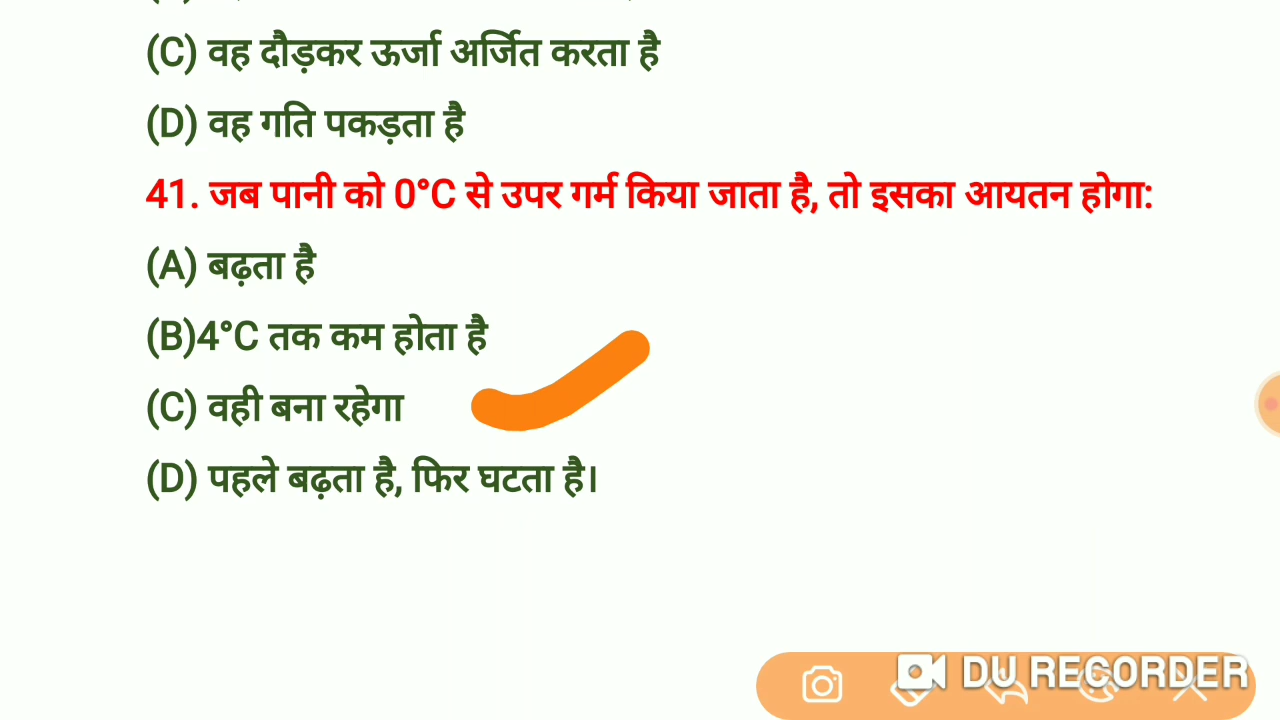 (C) वह दौड़कर ऊर्जा अर्जित करता है
(D) वह गति पकड़ता है
41. जब पानी को 0°C से उपर गर्म किया जाता है, तो इसका आयतन होगा:
(A) बढ़ता है
(B)4°C तक कम होता है
(C) वही बना रहेगा
(D) पहले बढ़ता है, फिर घटता है।
DU RECORDER